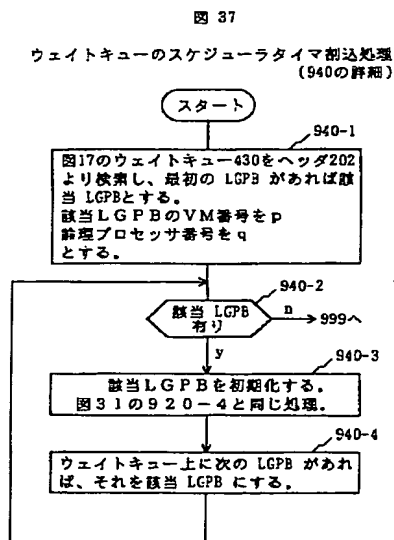 図 37
ウェイトキューのスケジューラタイマ割込処理
(940の詳細)
スタート
940-1
図17のウェイトキュー430をヘッダ202
より検索し、最初の LGPB があれば該
当 LGPBとする。
該当LGPBのVM番号をp
論理プロセッサ番号をq
とする。
940-2
該当 LGPB
有り
n
999へ
y
940-3
該当LGPBを初期化する。
図31の920-4と同じ処理。
940-4
ウェイトキュー上に次の LGPB があれ
ば、それを該当 LGPB にする。